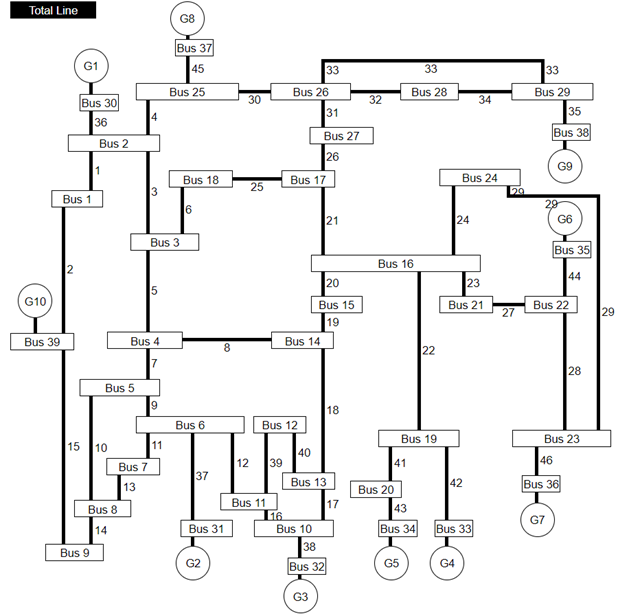 Total Line
G8
Bus 37
45
G1
Bus 30
36
33
33
33
Bus 25
30
Bus 26
32
Bus 28
34
Bus 29
4
31
35
Bus 2
Bus 27
Bus 38
1
26
G9
Bus 18
25
Bus 17
Bus 24
Bus 1
3
6
21
24
29
29
G6
Bus 3
Bus 35
2
Bus 16
44
5
20
23
G10
Bus 15
Bus 21
27
Bus 22
19
29
Bus 39
Bus 4
8
Bus 14
22
7
28
Bus 5
9
18
Bus 6
Bus 12
Bus 19
Bus 23
15
10
11
37
12
39
40
41
42
46
Bus 7
13
Bus 13
Bus 20
Bus 36
Bus 11
17
43
Bus 8
16
G7
14
Bus 31
Bus 10
Bus 34
Bus 33
Bus 9
38
G2
Bus 32
G5
G4
G3